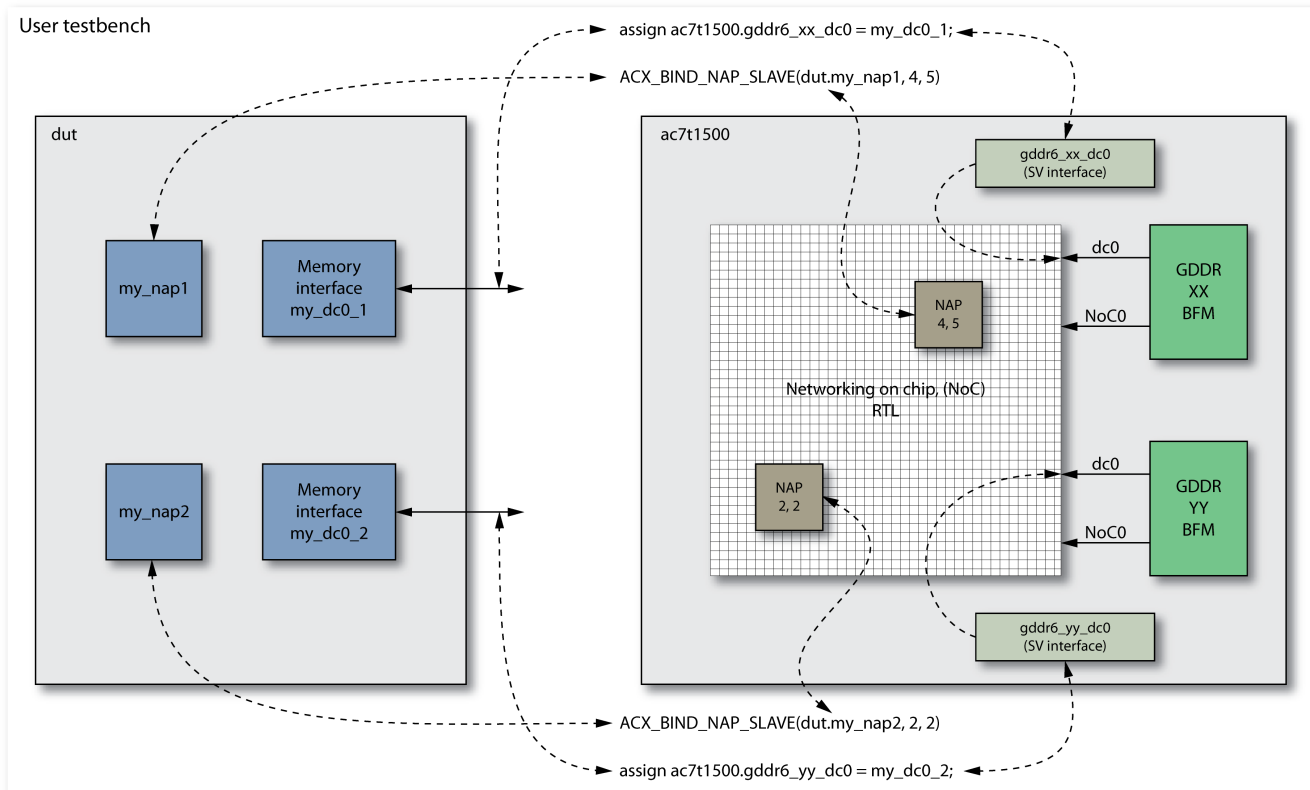 User testbench
assign ac7t1500.gddr6_xx_dc0 = my_dc0_1;
ACX_BIND_NAP_SLAVE(dut.my_nap1, 4, 5)
dut
my_nap1
Memory
interface
my_dc0_1
my_nap2
Memory
interface
my_dc0_2
ac7t1500
gddr6_xx_dc0
(SV interface)
dc0
NoC0
GDDR
XX
BFM
NAP
4, 5
Networking on chip, (NoC)
RTL
NAP
2, 2
dc0
NoC0
GDDR
YY
BFM
gddr6_yy_dc0
(SV interface)
ACX_BIND_NAP_SLAVE(dut.my_nap2, 2, 2)
assign ac7t1500.gddr6_yy_dc0 = my_dc0_2;